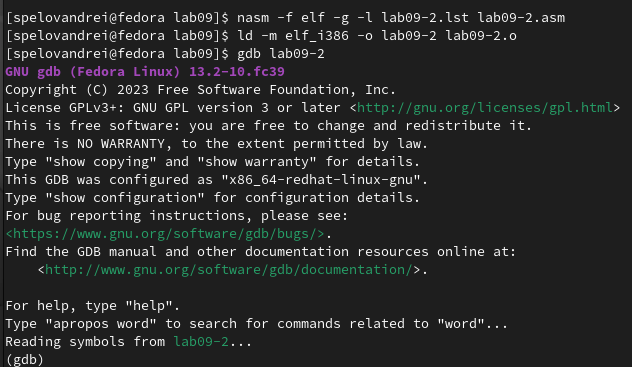 [spelovandrei@fedora lab09]$ nasm -f elf -g -l lab09-2.lst lab09-2.asm
[spelovandrei@fedora lab09]$ ld -m elf_i386 -o lab09-2 lab09-2.o
[spelovandrei@fedora lab09]$ gdb lab09-2
GNU gdb (Fedora Linux) 13.2-10.fc39
Copyright (C) 2023 Free Software Foundation, Inc.
License GPLv3+: GNU GPL version 3 or later <http://gnu.org/licenses/gpl.html>
This is free software: you are free to change and redistribute it.
There is NO WARRANTY, to the extent permitted by law.
Type "show copying" and "show warranty" for details.
This GDB was configured as "x86_64-redhat-linux-gnu".
Type "show configuration" for configuration details.
For bug reporting instructions, please see:
<https://www.gnu.org/software/gdb/bugs/>.
Find the GDB manual and other documentation resources online at:
    <http://www.gnu.org/software/gdb/documentation/>.

For help, type "help".
Type "apropos word" to search for commands related to "word"...
Reading symbols from lab09-2...
(gdb)